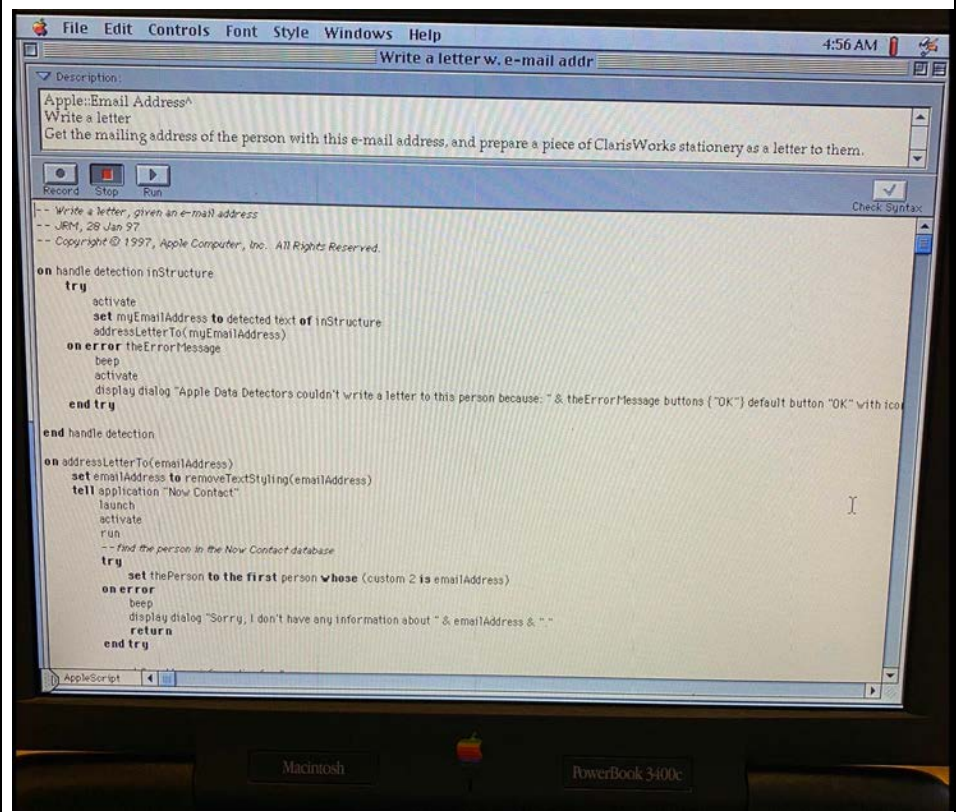 File Edit Controls Font Style Windows Help 4:56 AM
Write a letter w. e-mail addr
Description:
Apple::Email Address^
Write a letter
Get the mailing address of the person with this e-mail address, and prepare a piece of ClarisWorks stationery as a letter to them.
Record Stop Run Check Syntax
-- Write a letter, given an e-mail address
-- JRM, 28 Jan 97
-- Copyright © 1997, Apple Computer, Inc. All Rights Reserved.
on handle detection inStructure
try
activate
set myEmailAddress to detected text of inStructure
addressLetterTo(myEmailAddress)
on error theErrorMessage
beep
activate
display dialog "Apple Data Detectors couldn't write a letter to this person because: " & theErrorMessage buttons {"OK"} default button "OK" with ico
end try
end handle detection
on addressLetterTo(emailAddress)
set emailAddress to removeTextStyling(emailAddress)
tell application "Now Contact"
launch
activate
run
-- find the person in the Now Contact database
try
set thePerson to the first person whose (custom 2 is emailAddress)
on error
beep
display dialog "Sorry, I don't have any information about " & emailAddress & "."
return
end try
AppleScript
Macintosh PowerBook 3400c